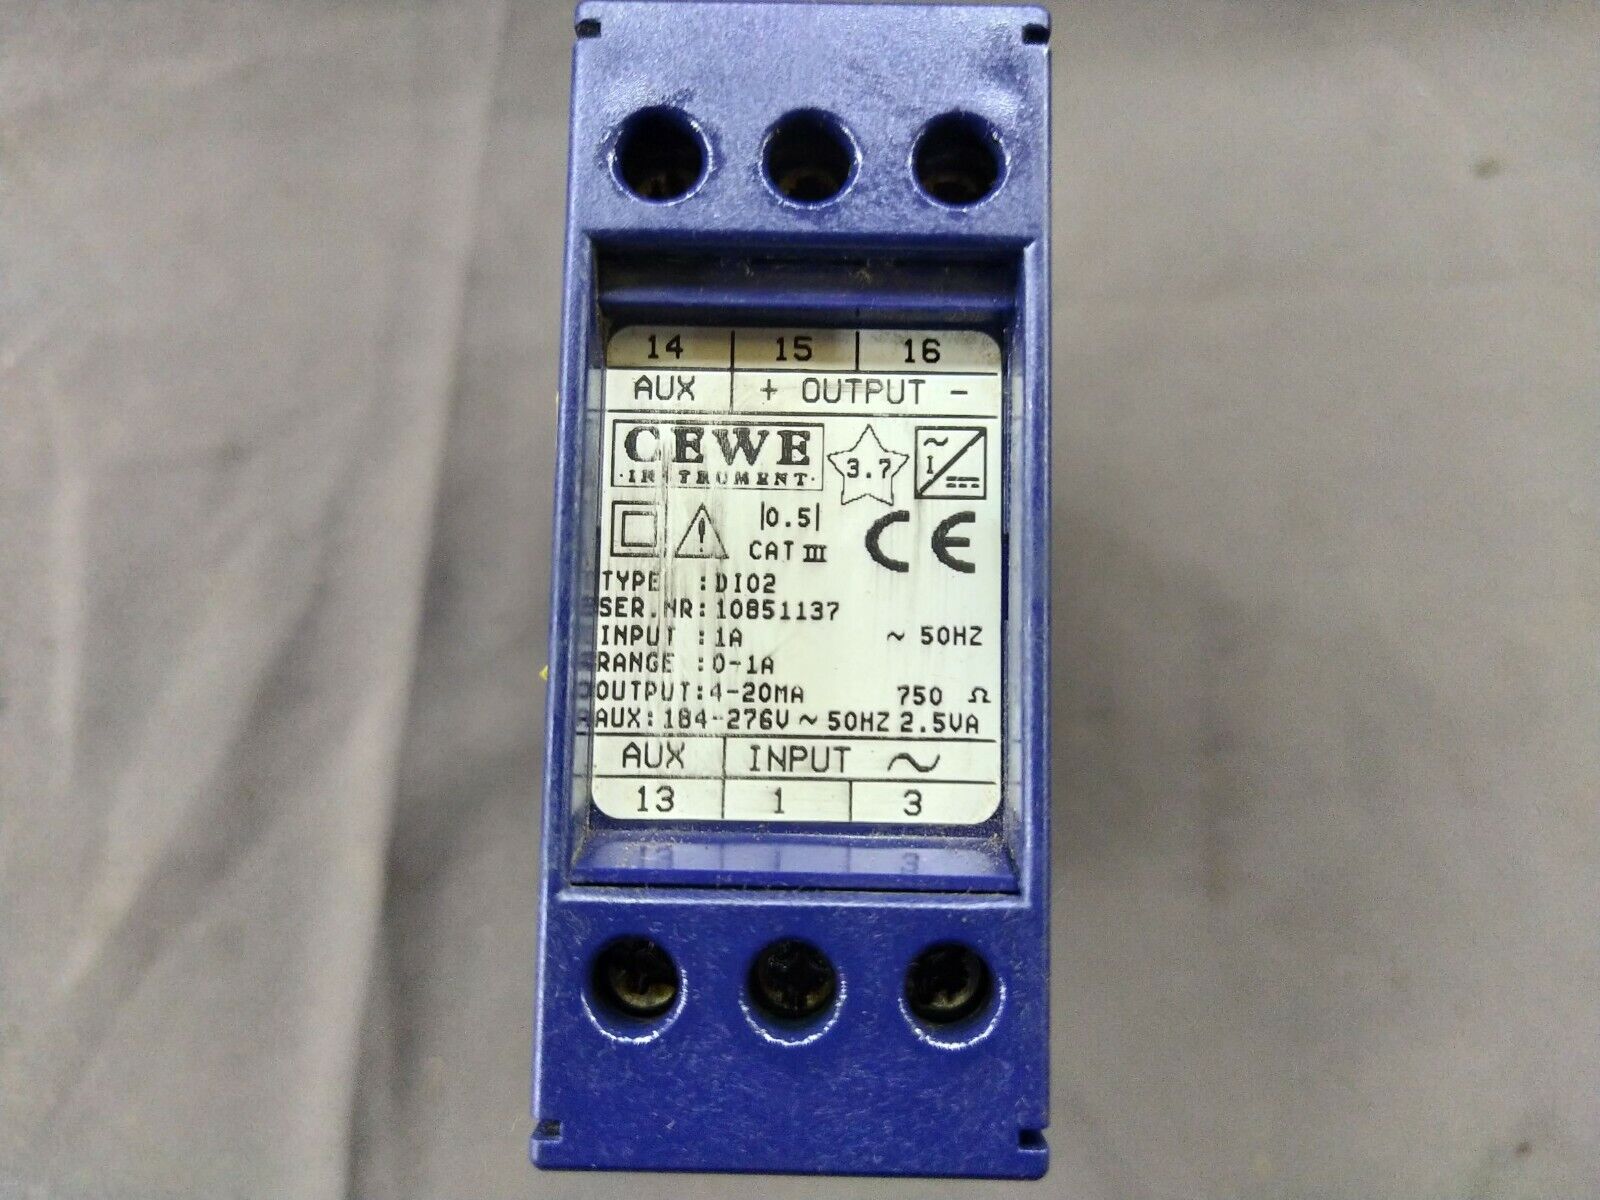 14 15 16
AUX + OUTPUT -
CEWE 3.7 ~
·INSTRUMENT· I
|0.5| CE
CAT III
TYPE :DI02
SER.NR:10851137
INPUT :1A ~ 50HZ
RANGE :0-1A
OUTPUT:4-20MA 750 Ω
AUX:184-276V ~ 50HZ 2.5VA
AUX INPUT ~
13 1 3